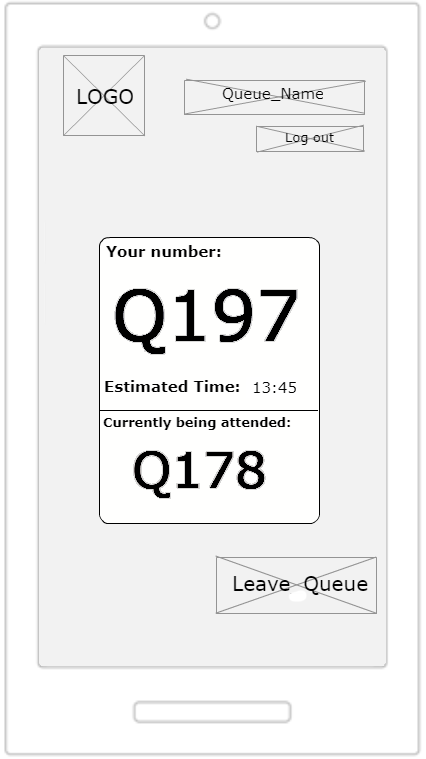 LOGO
Queue_Name
Log out
Your number:
Q197
Estimated Time: 13:45
Currently being attended:
Q178
Leave Queue